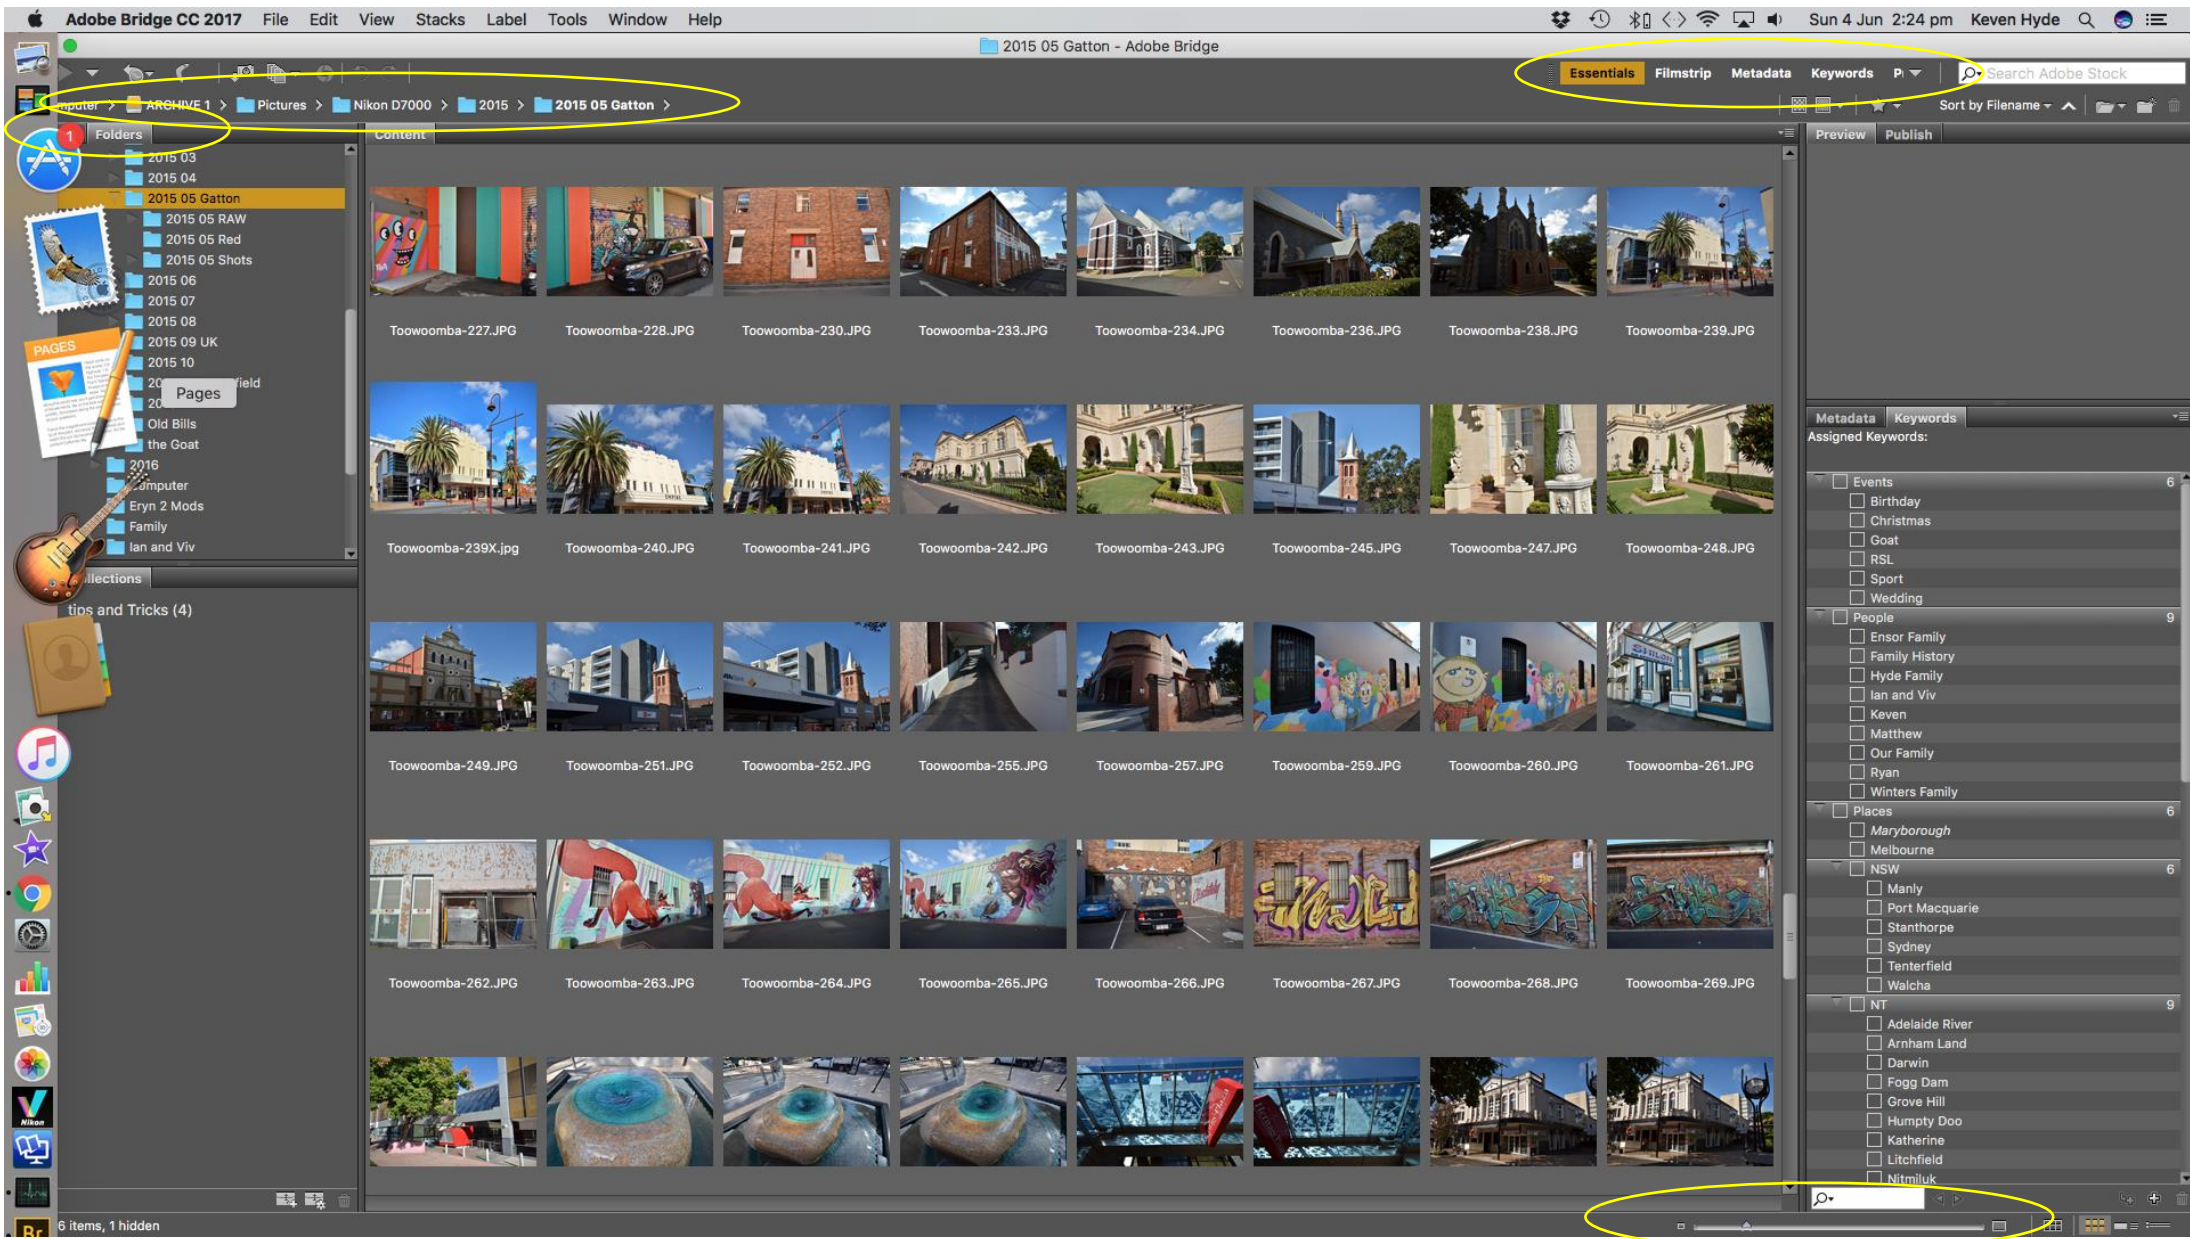 Adobe Bridge CC 2017 File Edit View Stacks Label Tools Window Help Sun 4 Jun 2:24 pm Keven Hyde
2015 05 Gatton - Adobe Bridge
Essentials Filmstrip Metadata Keywords Search Adobe Stock
mputer ARCHIVE 1 Pictures Nikon D7000 2015 2015 05 Gatton Sort by Filename
1 Folders Content Preview Publish
2015 03
2015 04
2015 05 Gatton
2015 05 RAW
2015 05 Red
2015 05 Shots
2015 06
2015 07
2015 08
2015 09 UK
2015 10
PAGES
Pages
Old Bills
the Goat
2016
Computer
Eryn 2 Mods
Family
Ian and Viv
llections
tips and Tricks (4)
Nikon
Br
6 items, 1 hidden
Toowoomba-227.JPG Toowoomba-228.JPG Toowoomba-230.JPG Toowoomba-233.JPG Toowoomba-234.JPG Toowoomba-236.JPG Toowoomba-238.JPG Toowoomba-239.JPG
EMPIRE
Toowoomba-239X.jpg Toowoomba-240.JPG Toowoomba-241.JPG Toowoomba-242.JPG Toowoomba-243.JPG Toowoomba-245.JPG Toowoomba-247.JPG Toowoomba-248.JPG
SHILOH
Toowoomba-249.JPG Toowoomba-251.JPG Toowoomba-252.JPG Toowoomba-255.JPG Toowoomba-257.JPG Toowoomba-259.JPG Toowoomba-260.JPG Toowoomba-261.JPG
Toowoomba-262.JPG Toowoomba-263.JPG Toowoomba-264.JPG Toowoomba-265.JPG Toowoomba-266.JPG Toowoomba-267.JPG Toowoomba-268.JPG Toowoomba-269.JPG
Metadata Keywords
Assigned Keywords:
Events 6
Birthday
Christmas
Goat
RSL
Sport
Wedding
People 9
Ensor Family
Family History
Hyde Family
Ian and Viv
Keven
Matthew
Our Family
Ryan
Winters Family
Places 6
Maryborough
Melbourne
NSW 6
Manly
Port Macquarie
Stanthorpe
Sydney
Tenterfield
Walcha
NT 9
Adelaide River
Arnham Land
Darwin
Fogg Dam
Grove Hill
Humpty Doo
Katherine
Litchfield
Nitmiluk